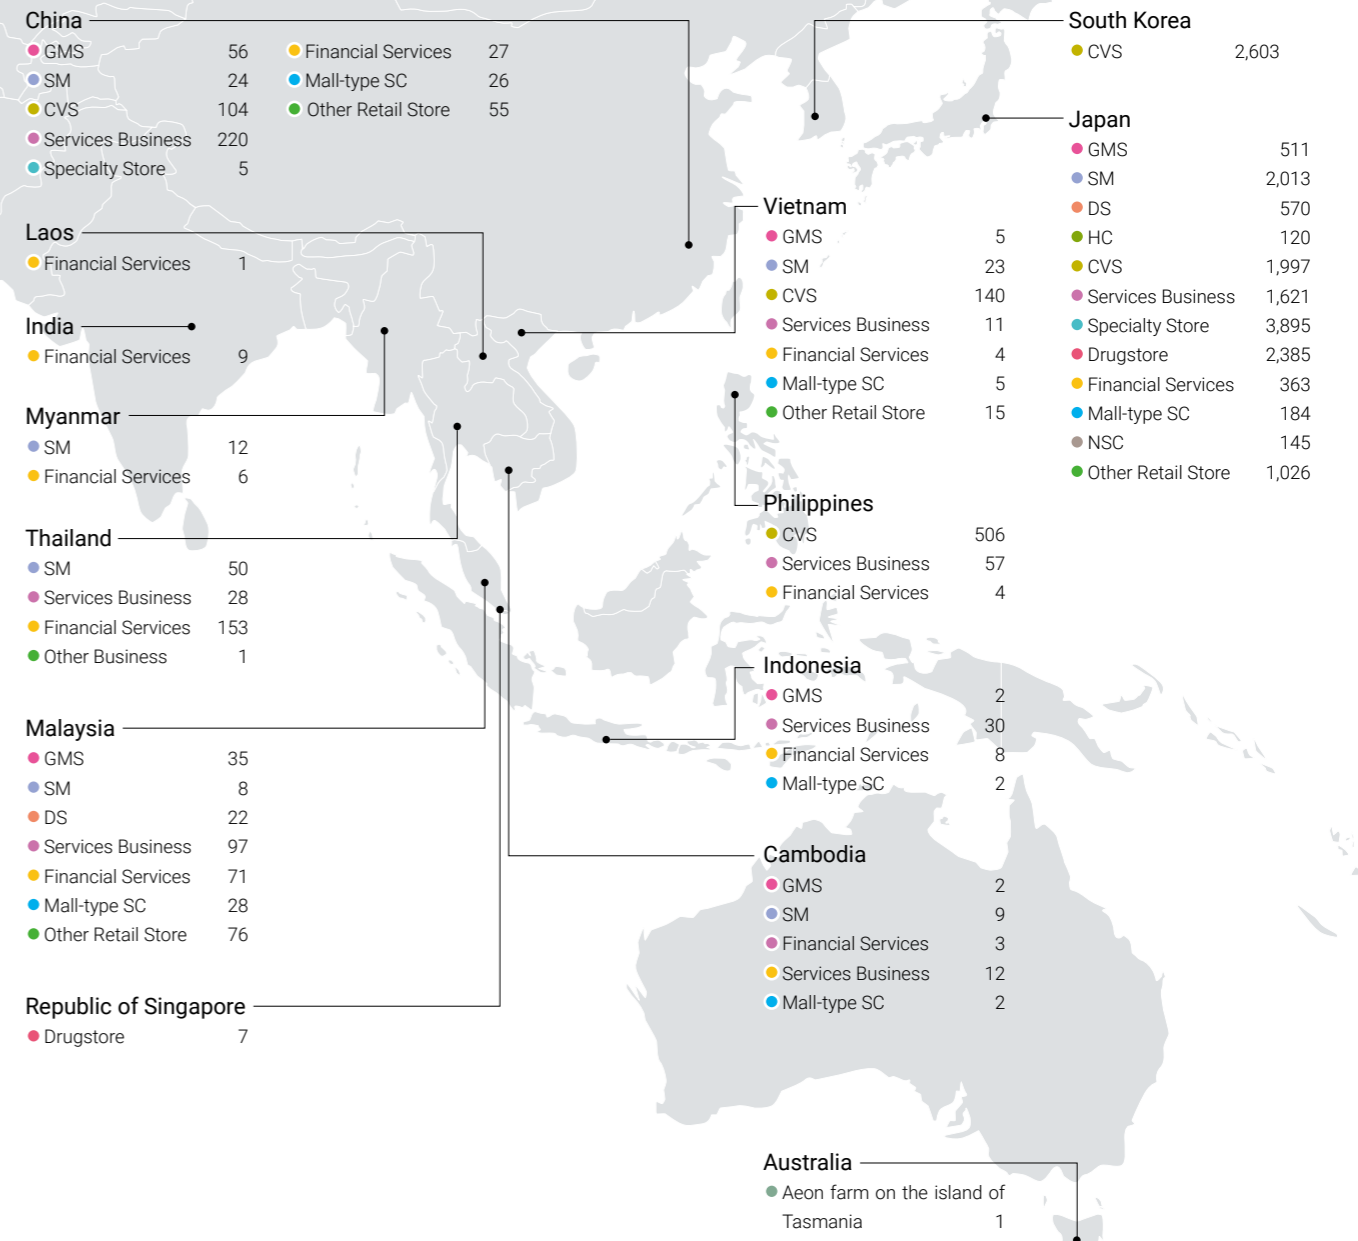 China
GMS 56
SM 24
CVS 104
Services Business 220
Specialty Store 5
Financial Services 27
Mall-type SC 26
Other Retail Store 55
Laos
Financial Services 1
India
Financial Services 9
Myanmar
SM 12
Financial Services 6
Thailand
SM 50
Services Business 28
Financial Services 153
Other Business 1
Malaysia
GMS 35
SM 8
DS 22
Services Business 97
Financial Services 71
Mall-type SC 28
Other Retail Store 76
Republic of Singapore
Drugstore 7
Vietnam
GMS 5
SM 23
CVS 140
Services Business 11
Financial Services 4
Mall-type SC 5
Other Retail Store 15
Philippines
CVS 506
Services Business 57
Financial Services 4
Indonesia
GMS 2
Services Business 30
Financial Services 8
Mall-type SC 2
Cambodia
GMS 2
SM 9
Financial Services 3
Services Business 12
Mall-type SC 2
Australia
Aeon farm on the island of
Tasmania 1
South Korea
CVS 2,603
Japan
GMS 511
SM 2,013
DS 570
HC 120
CVS 1,997
Services Business 1,621
Specialty Store 3,895
Drugstore 2,385
Financial Services 363
Mall-type SC 184
NSC 145
Other Retail Store 1,026